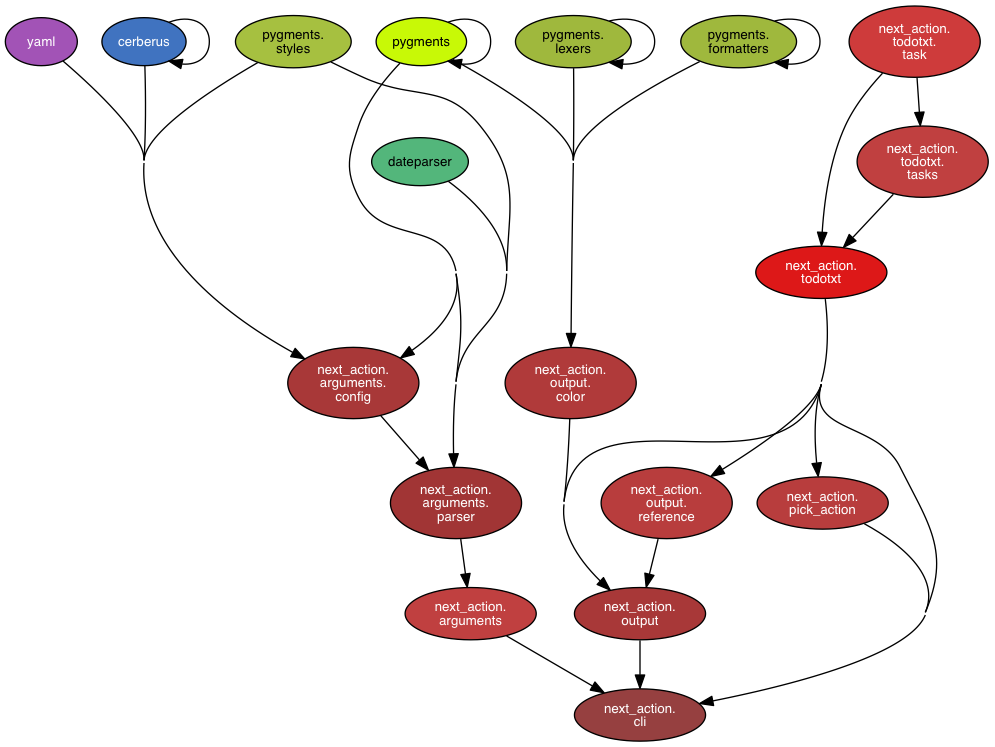 yaml
cerberus
pygments.
styles
pygments
pygments.
lexers
pygments.
formatters
next_action.
todotxt.
task
dateparser
next_action.
todotxt.
tasks
next_action.
todotxt
next_action.
arguments.
config
next_action.
output.
color
next_action.
arguments.
parser
next_action.
output.
reference
next_action.
pick_action
next_action.
arguments
next_action.
output
next_action.
cli